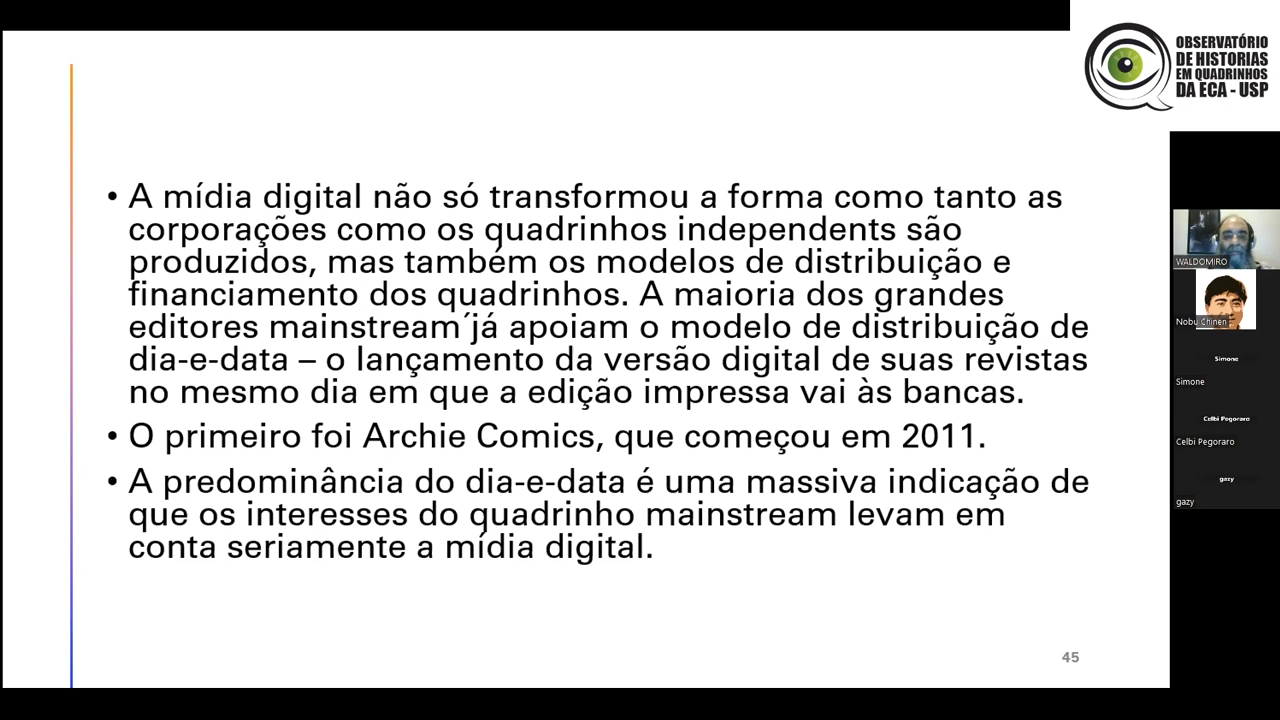 OBSERVATÓRIO
DE HISTORIAS
EM QUADRINHOS
DA ECA - USP
• A mídia digital não só transformou a forma como tanto as
corporações como os quadrinhos independents são
produzidos, mas também os modelos de distribuição e
financiamento dos quadrinhos. A maioria dos grandes
editores mainstream´já apoiam o modelo de distribuição de
dia-e-data – o lançamento da versão digital de suas revistas
no mesmo dia em que a edição impressa vai às bancas.
• O primeiro foi Archie Comics, que começou em 2011.
• A predominância do dia-e-data é uma massiva indicação de
que os interesses do quadrinho mainstream levam em
conta seriamente a mídia digital.
45
WALDOMIRO
Nobu Chinen
Simone
Simone
Celbi Pegoraro
Celbi Pegoraro
gazy
gazy